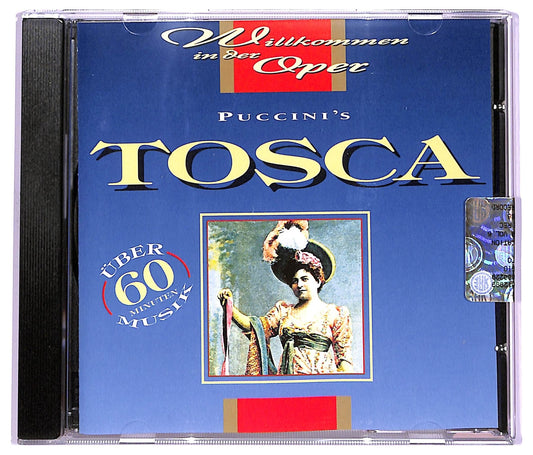 Willkommen
in der Oper
PUCCINI'S
TOSCA
ÜBER
60
MINUTEN
MUSIK